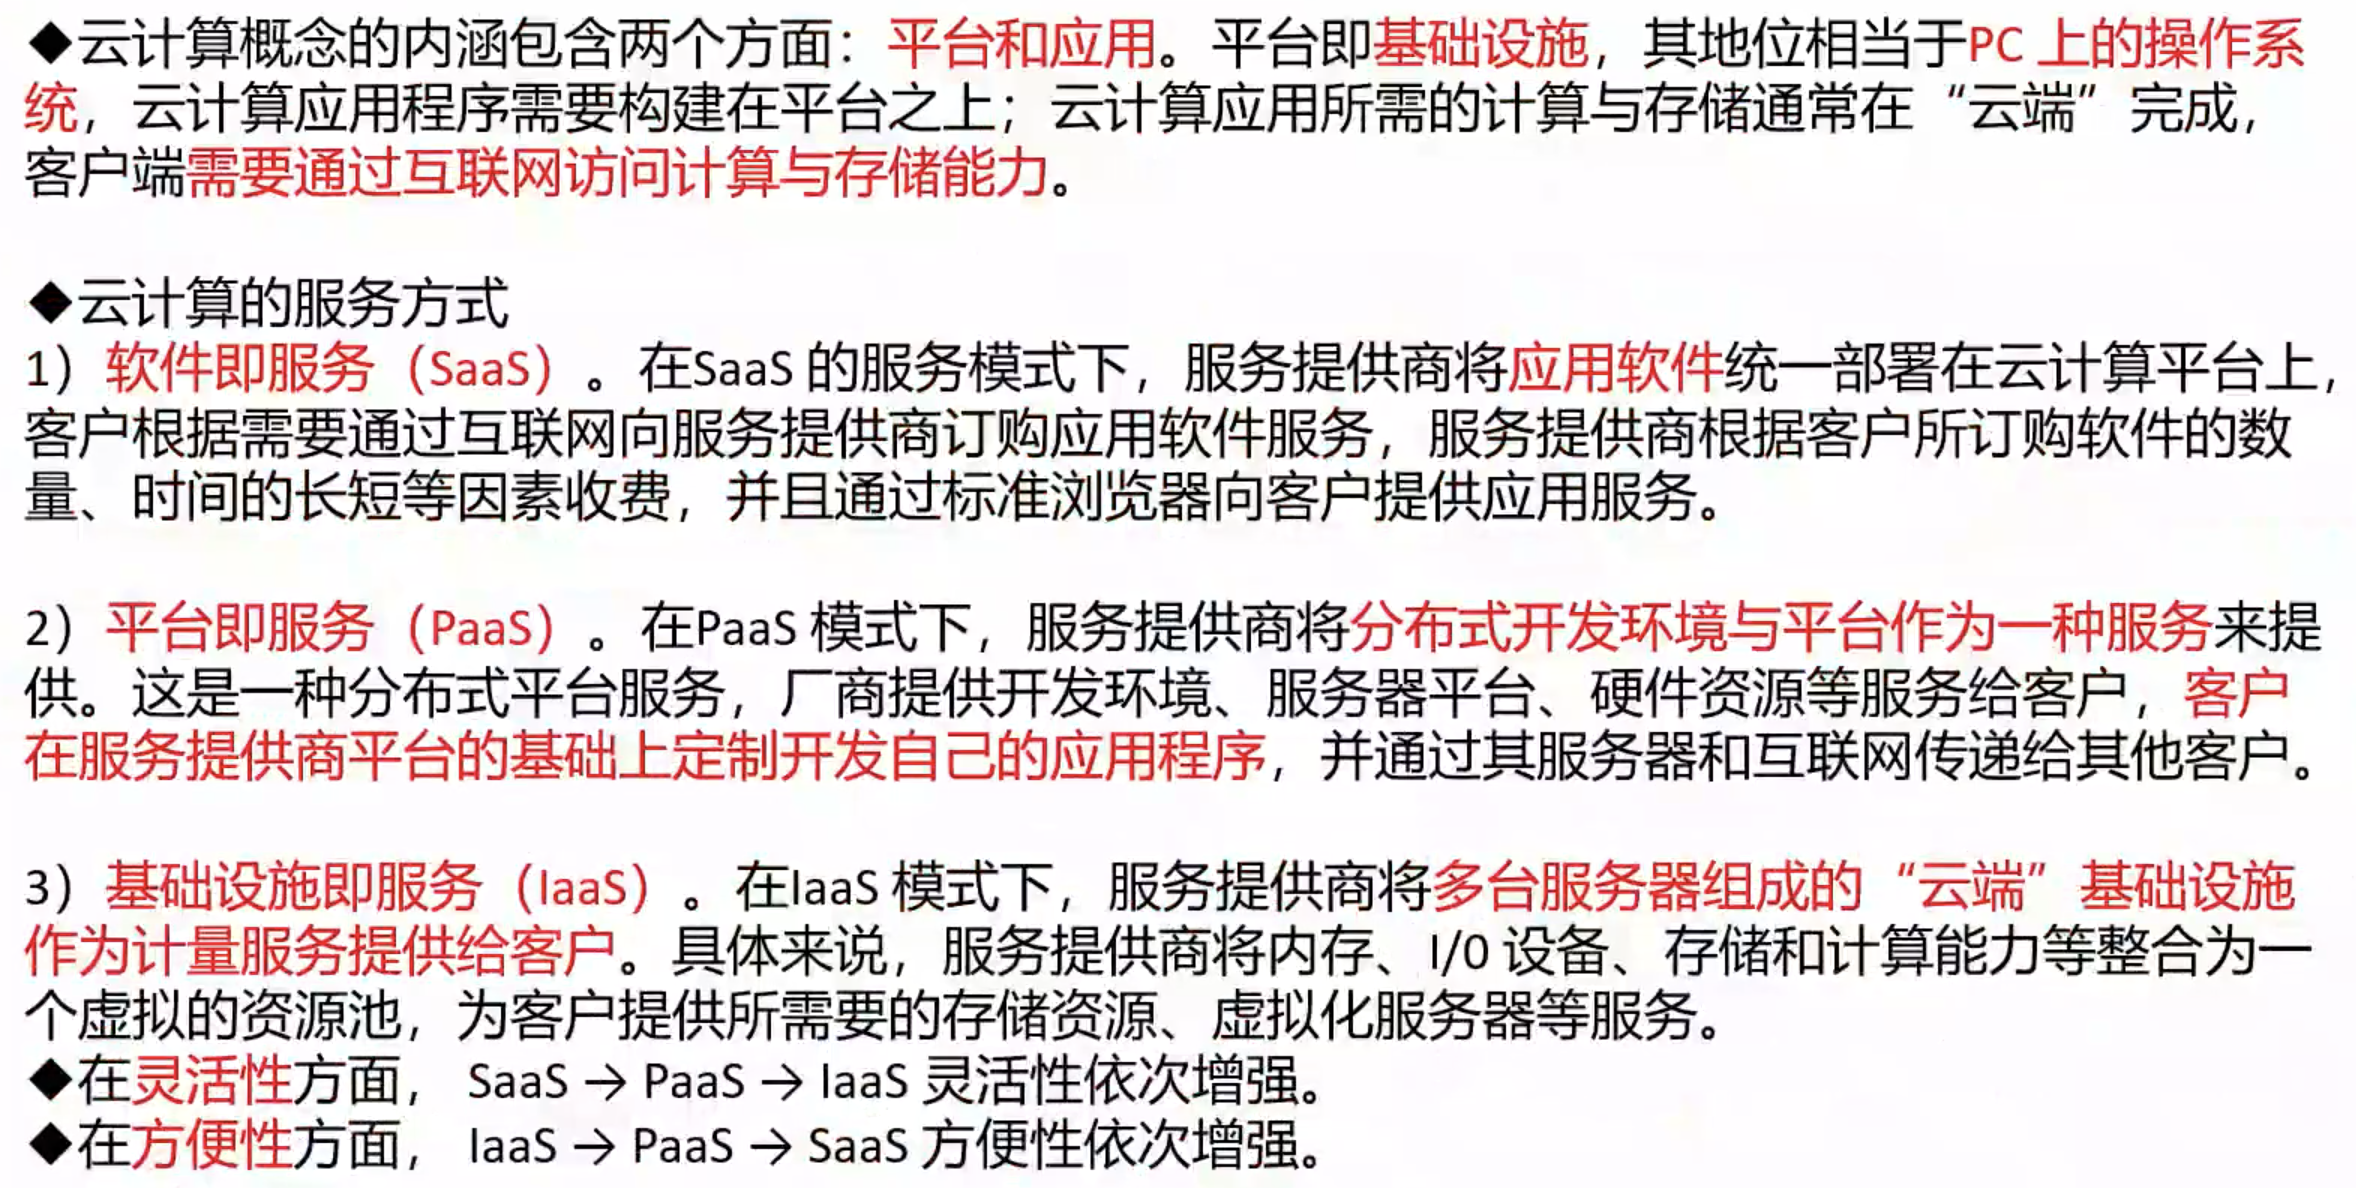 ◆云计算概念的内涵包含两个方面：平台和应用。平台即基础设施，其地位相当于PC 上的操作系
统，云计算应用程序需要构建在平台之上；云计算应用所需的计算与存储通常在“云端”完成，
客户端需要通过互联网访问计算与存储能力。
◆云计算的服务方式
1）软件即服务（SaaS）。在SaaS 的服务模式下，服务提供商将应用软件统一部署在云计算平台上，
客户根据需要通过互联网向服务提供商订购应用软件服务，服务提供商根据客户所订购软件的数
量、时间的长短等因素收费，并且通过标准浏览器向客户提供应用服务。
2）平台即服务（PaaS）。在PaaS 模式下，服务提供商将分布式开发环境与平台作为一种服务来提
供。这是一种分布式平台服务，厂商提供开发环境、服务器平台、硬件资源等服务给客户，客户
在服务提供商平台的基础上定制开发自己的应用程序，并通过其服务器和互联网传递给其他客户。
3）基础设施即服务（IaaS）。在IaaS 模式下，服务提供商将多台服务器组成的“云端”基础设施
作为计量服务提供给客户。具体来说，服务提供商将内存、I/0 设备、存储和计算能力等整合为一
个虚拟的资源池，为客户提供所需要的存储资源、虚拟化服务器等服务。
◆在灵活性方面， SaaS → PaaS → IaaS 灵活性依次增强。
◆在方便性方面， IaaS → PaaS → SaaS 方便性依次增强。